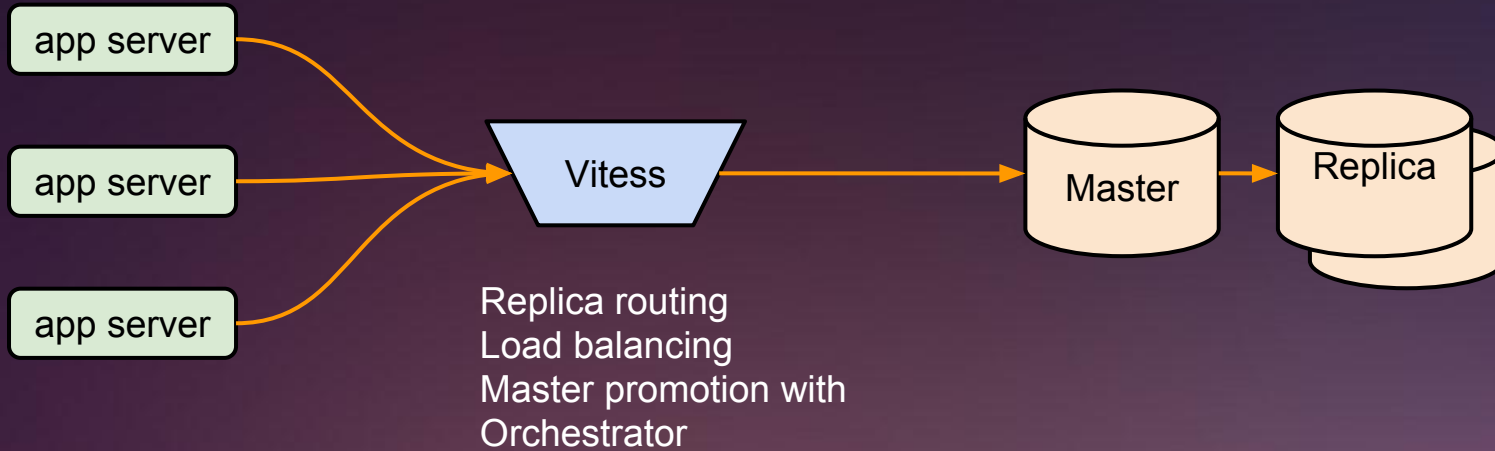 app server
app server
app server
Vitess
Master
Replica
Replica routing
Load balancing
Master promotion with
Orchestrator